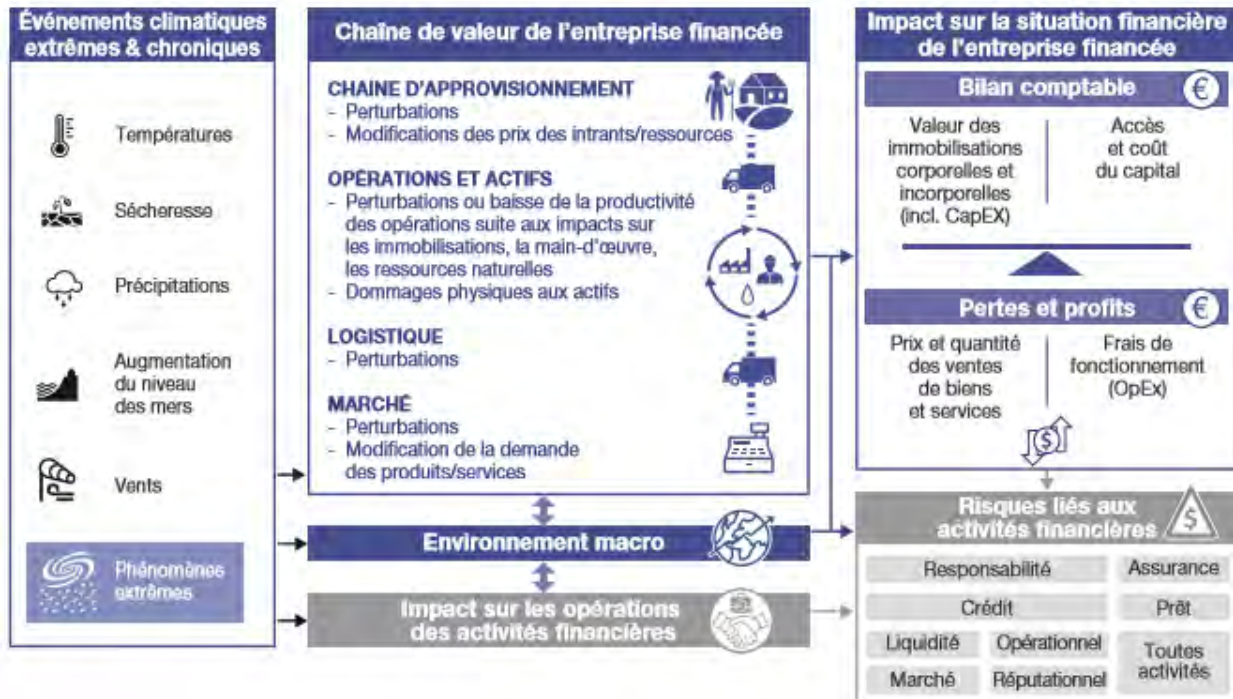 Événements climatiques
extrêmes & chroniques
Températures
Sécheresse
Précipitations
Augmentation
du niveau
des mers
Vents
Phénomènes
extrêmes
Chaîne de valeur de l'entreprise financée
CHAINE D'APPROVISIONNEMENT
- Perturbations
- Modifications des prix des intrants/ressources
OPÉRATIONS ET ACTIFS
- Perturbations ou baisse de la productivité
des opérations suite aux impacts sur
les immobilisations, la main-d'œuvre,
les ressources naturelles
- Dommages physiques aux actifs
LOGISTIQUE
- Perturbations
MARCHÉ
- Perturbations
- Modification de la demande
des produits/services
Environnement macro
Impact sur les opérations
des activités financières
Impact sur la situation financière
de l'entreprise financée
Bilan comptable €
Valeur des
immobilisations
corporelles et
incorporelles
(incl. CapEX)
Accès
et coût
du capital
Pertes et profits €
Prix et quantité
des ventes
de biens
et services
Frais de
fonctionnement
(OpEx)
$
Risques liés aux
activités financières
$
Responsabilité
Assurance
Crédit
Prêt
Liquidité
Opérationnel
Toutes
activités
Marché
Réputationnel